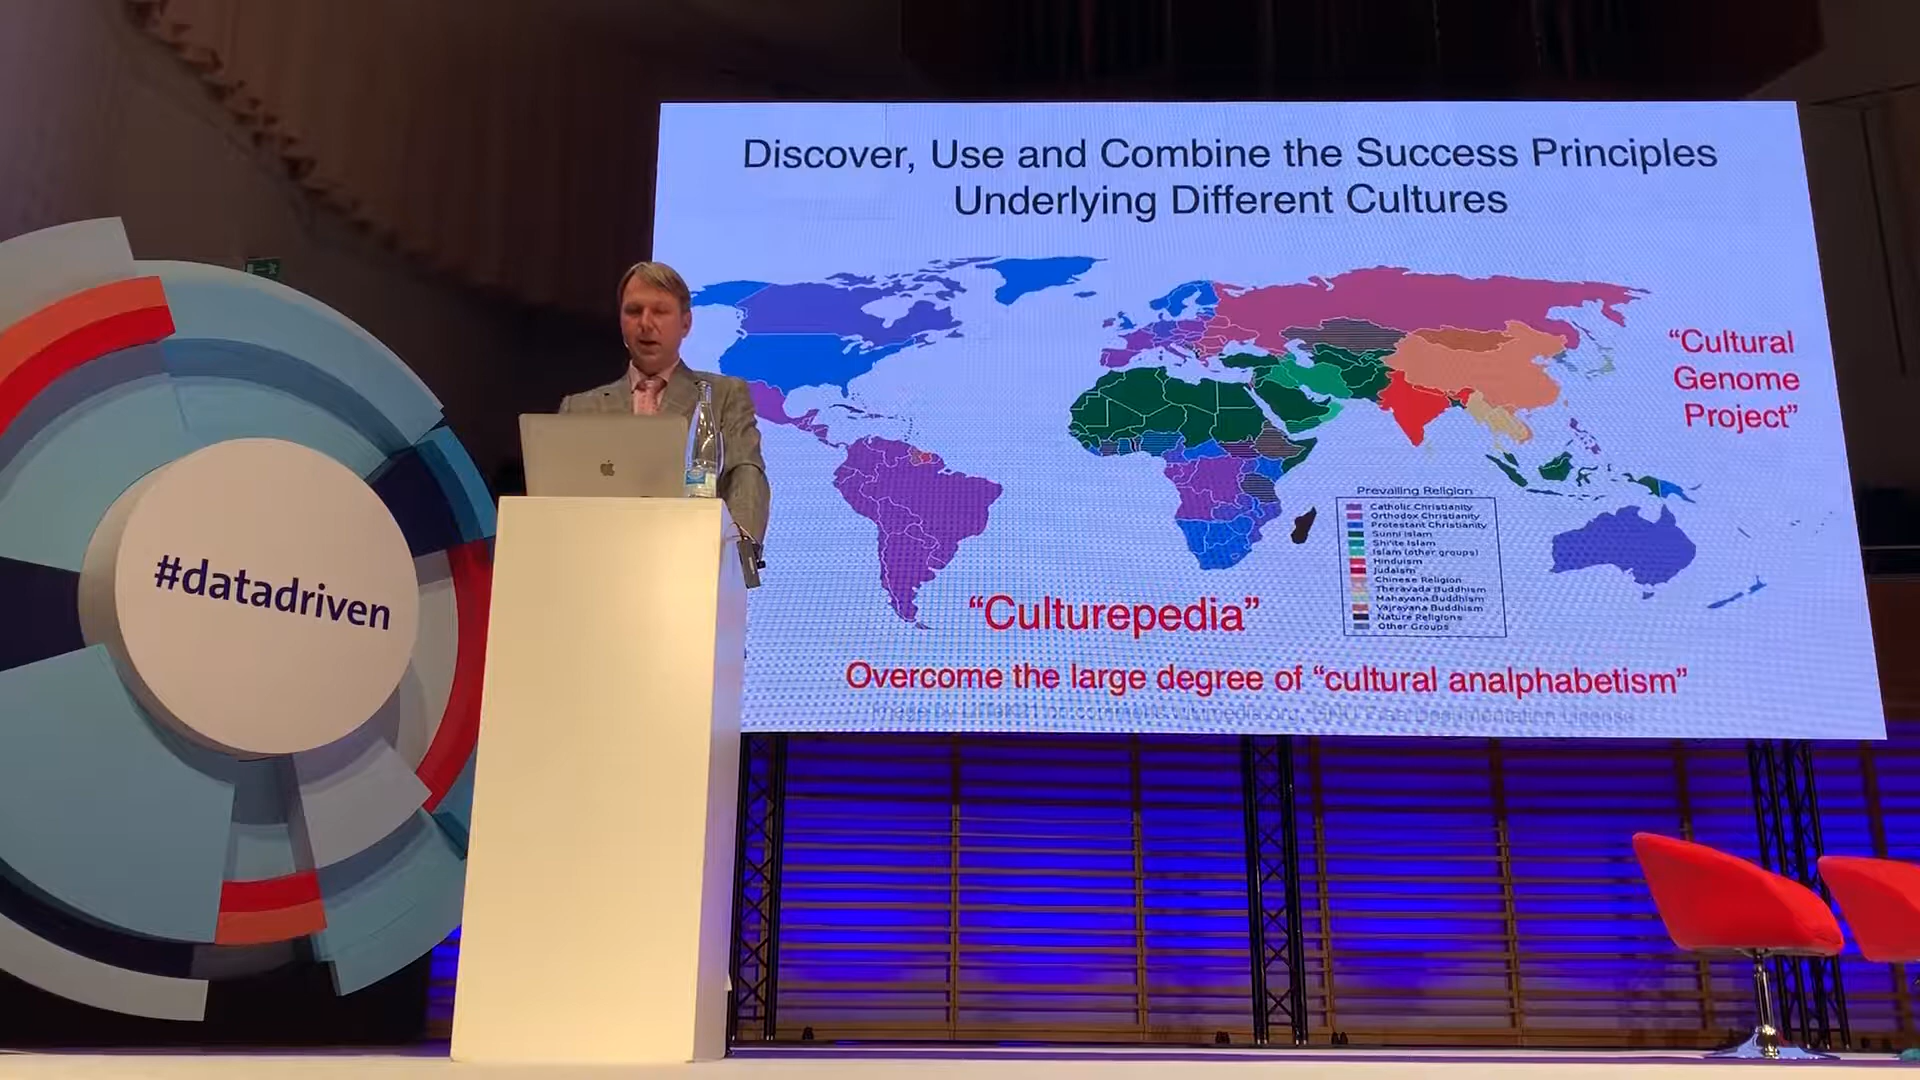 Discover, Use and Combine the Success Principles
Underlying Different Cultures
"Cultural
Genome
Project"
#datadriven
Prevailing Religion
Catholic Christianity
Orthodox Christianity
Protestant Christianity
Sunni Islam
Shi'ite Islam
Islam (other groups)
Hinduism
Judaism
Chinese Religion
Theravada Buddhism
Mahayana Buddhism
Vajrayana Buddhism
Nature Religions
Other Groups
"Culturepedia"
Overcome the large degree of "cultural analphabetism"